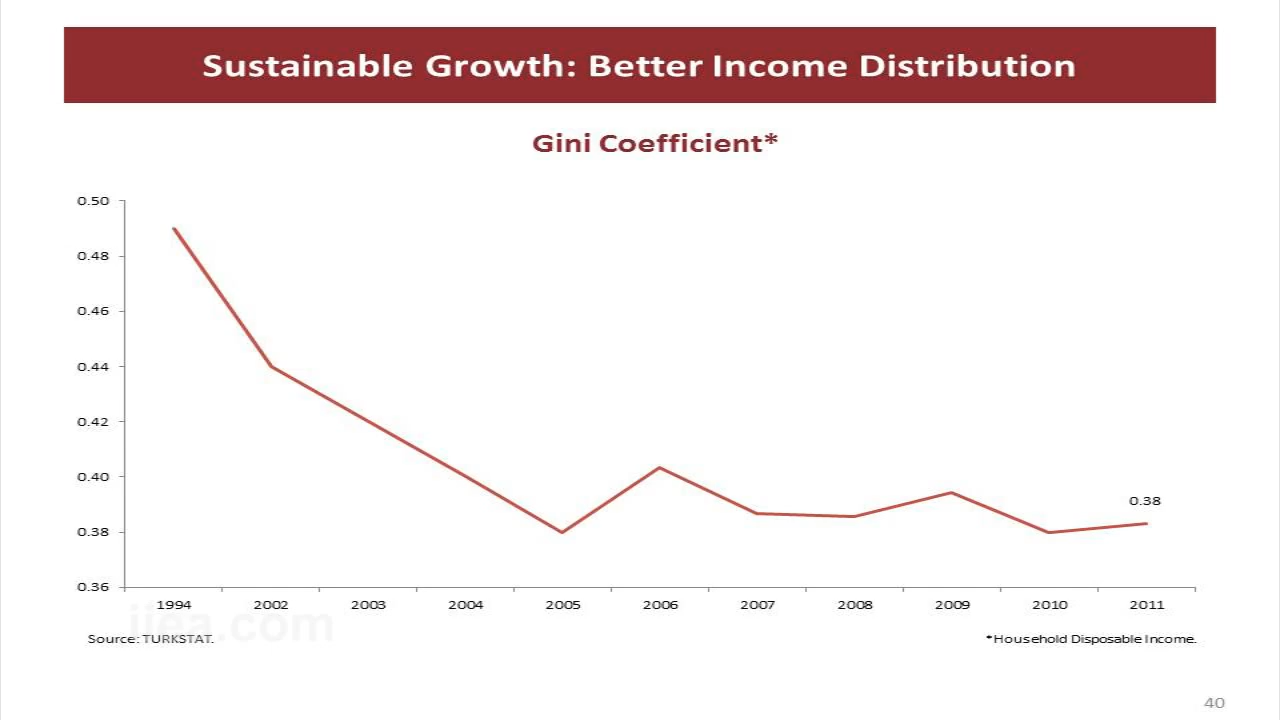 Sustainable Growth: Better Income Distribution
Gini Coefficient*
0.50
0.48
0.46
0.44
0.42
0.40
0.38
0.38
0.36
1994 2002 2003 2004 2005 2006 2007 2008 2009 2010 2011
iiea.com
Source: TURKSTAT. *Household Disposable Income.
40